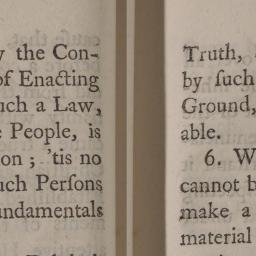 the Con-
of Enacting
such a Law,
People, is
on; 'tis no
uch Perſons
undamentals
Truth,
by ſuch
Ground,
able.
6. W
cannot b
make a
material